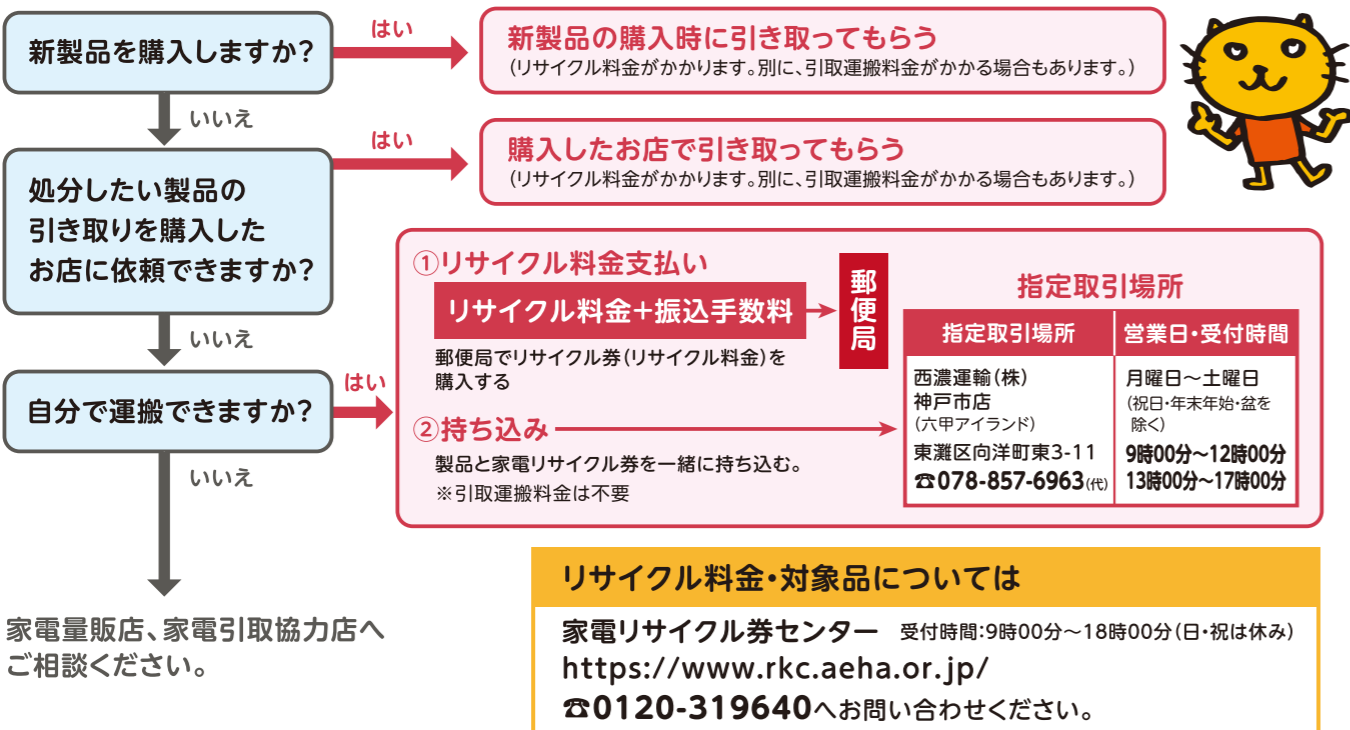 新製品を購入しますか?
はい
新製品の購入時に引き取ってもらう
(リサイクル料金がかかります。別に、引取運搬料金がかかる場合もあります。)
いいえ
処分したい製品の
引き取りを購入した
お店に依頼できますか?
はい
購入したお店で引き取ってもらう
(リサイクル料金がかかります。別に、引取運搬料金がかかる場合もあります。)
いいえ
自分で運搬できますか?
はい
①リサイクル料金支払い
リサイクル料金+振込手数料
郵便局
郵便局でリサイクル券(リサイクル料金)を
購入する
②持ち込み
製品と家電リサイクル券を一緒に持ち込む。
※引取運搬料金は不要
指定取引場所
指定取引場所
営業日・受付時間
西濃運輸(株)
神戸市店
(六甲アイランド)
東灘区向洋町東3-11
☎078-857-6963(代)
月曜日~土曜日
(祝日・年末年始・盆を
除く)
9時00分~12時00分
13時00分~17時00分
いいえ
家電量販店、家電引取協力店へ
ご相談ください。
リサイクル料金・対象品については
家電リサイクル券センター 受付時間:9時00分~18時00分(日・祝は休み)
https://www.rkc.aeha.or.jp/
☎0120-319640へお問い合わせください。